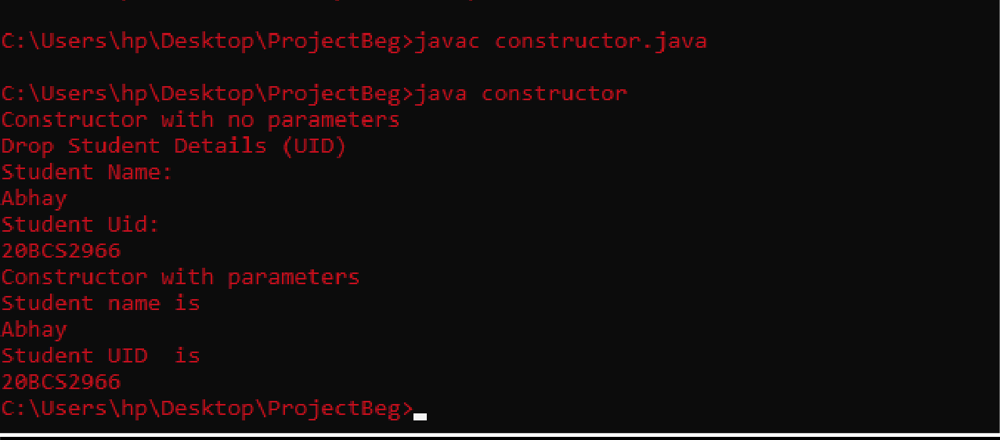 C:\Users\hp\Desktop\ProjectBeg>javac constructor.java
C:\Users\hp\Desktop\ProjectBeg>java constructor
Constructor with no parameters
Drop Student Details (UID)
Student Name:
Abhay
Student Uid:
20BCS2966
Constructor with parameters
Student name is
Abhay
Student UID  is
20BCS2966
C:\Users\hp\Desktop\ProjectBeg>